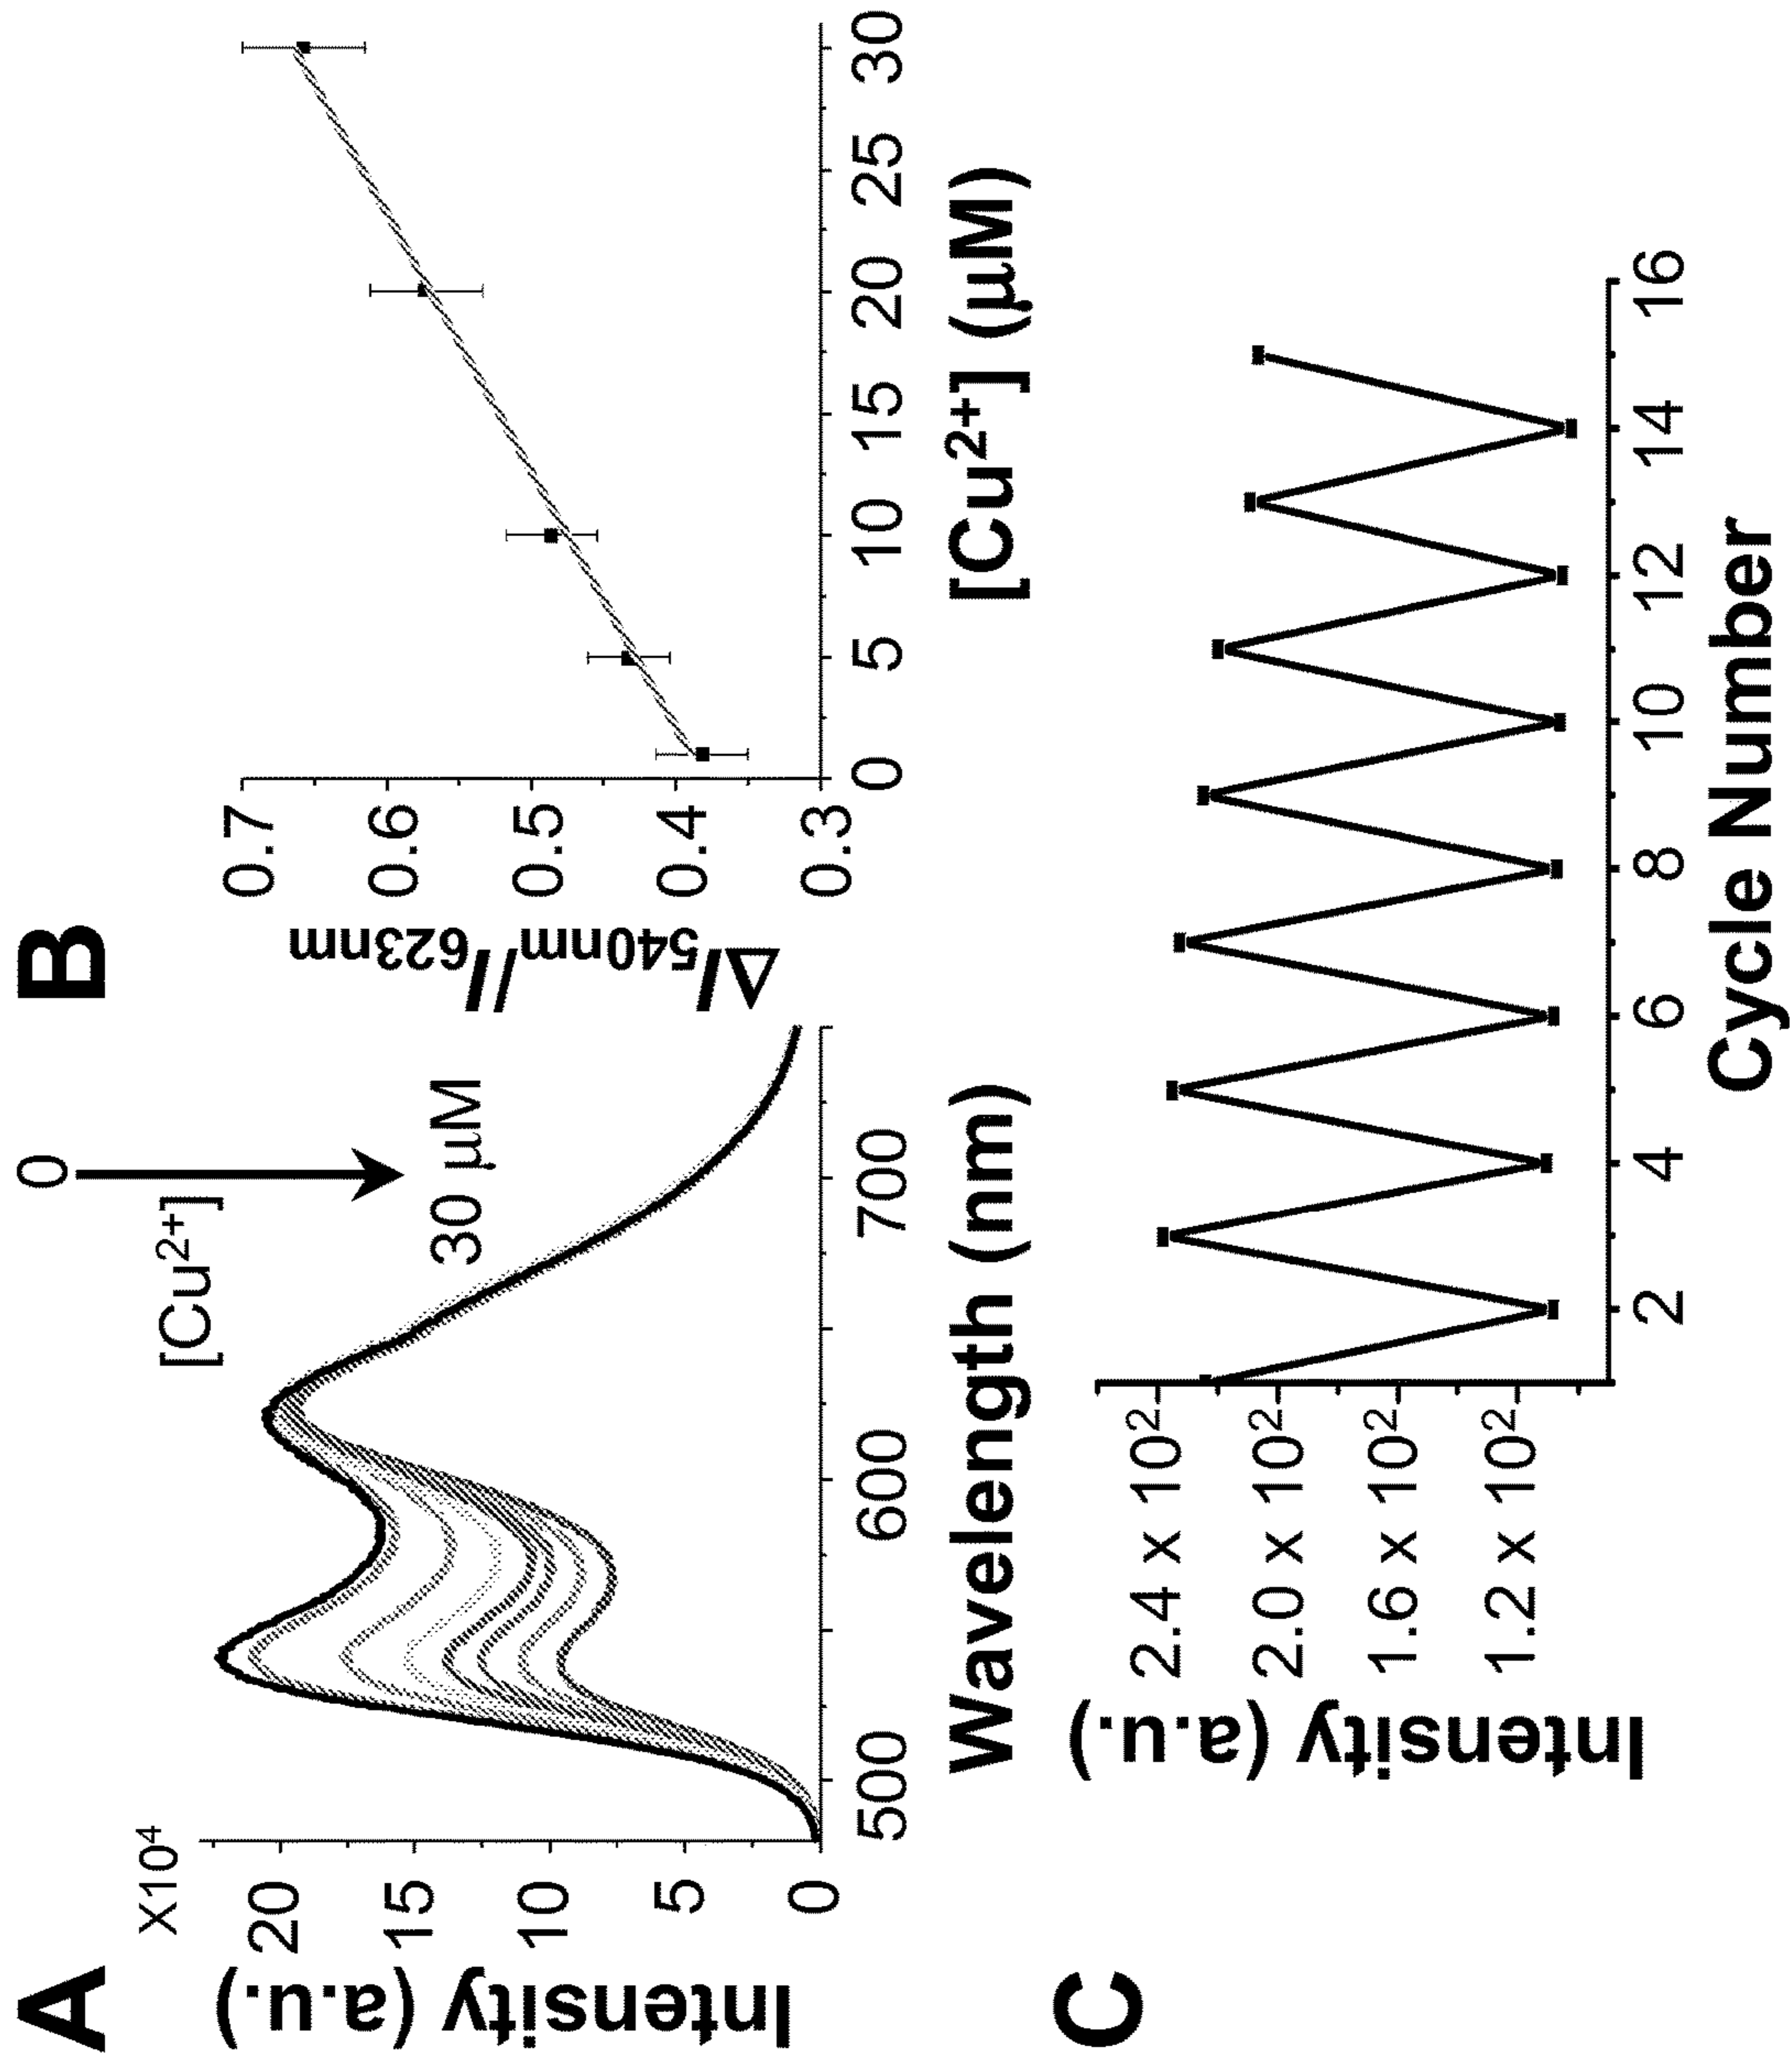 A
X10⁴
20
15
10
5
0
Intensity (a.u.)
500
600
700
Wavelength (nm)
0
[Cu²⁺]
30 μM
B
0.7
0.6
0.5
0.4
0.3
ΔI540nm/I623nm
0
5
10
15
20
25
30
[Cu²⁺] (μM)
C
2.4 x 10²
2.0 x 10²
1.6 x 10²
1.2 x 10²
Intensity (a.u.)
2
4
6
8
10
12
14
16
Cycle Number